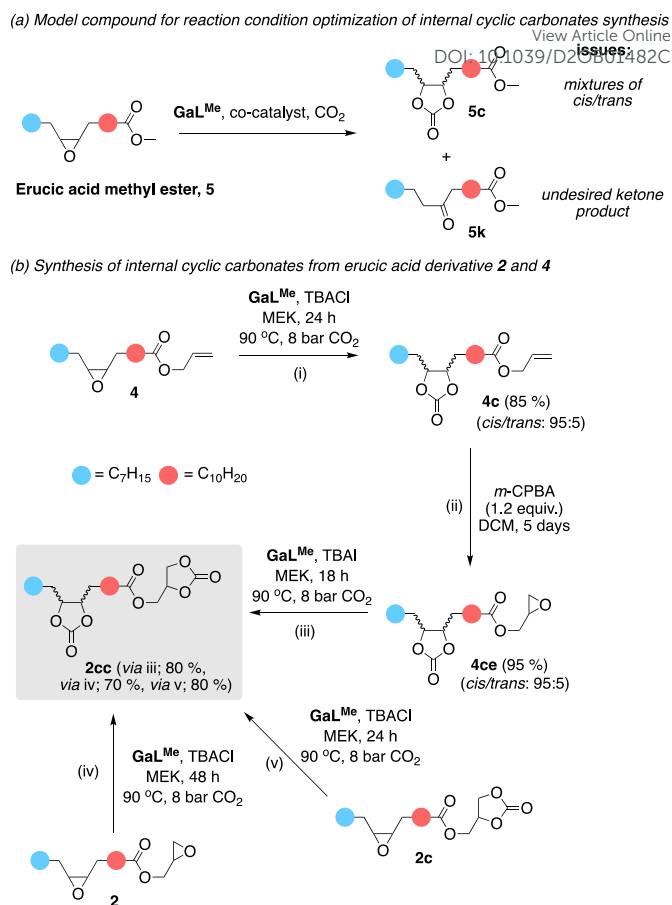 (a) Model compound for reaction condition optimization of internal cyclic carbonates synthesis
View Article Online
DOI: 10.1039/D2OB01482C
issues:
O
O
O
O
O
5c
mixtures of
cis/trans
GaL^Me, co-catalyst, CO₂
O
O
O
Erucic acid methyl ester, 5
+
O
O
O
5k
undesired ketone
product
(b) Synthesis of internal cyclic carbonates from erucic acid derivative 2 and 4
GaL^Me, TBACl
MEK, 24 h
90 °C, 8 bar CO₂
(i)
O
O
O
4
O
O
O
O
O
4c (85 %)
(cis/trans: 95:5)
= C₇H₁₅
= C₁₀H₂₀
(ii)
m-CPBA
(1.2 equiv.)
DCM, 5 days
GaL^Me, TBAI
MEK, 18 h
90 °C, 8 bar CO₂
(iii)
O
O
O
O
O
O
O
O
2cc (via iii; 80 %,
via iv; 70 %, via v; 80 %)
O
O
O
O
O
O
4ce (95 %)
(cis/trans: 95:5)
(iv)
GaL^Me, TBACl
MEK, 48 h
90 °C, 8 bar CO₂
(v)
GaL^Me, TBACl
MEK, 24 h
90 °C, 8 bar CO₂
O
O
O
O
2
O
O
O
O
O
O
2c